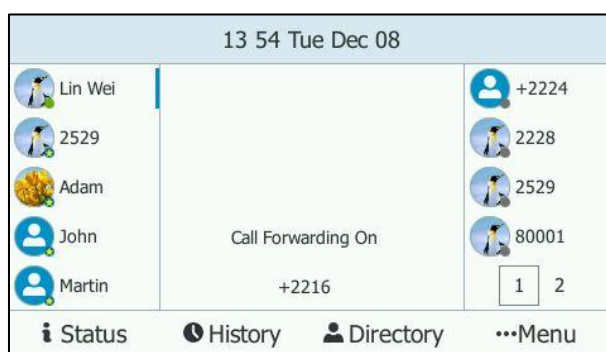 13 54 Tue Dec 08
Lin Wei
2529
Adam
John
Martin
Call Forwarding On
+2216
+2224
2228
2529
80001
1 2
Status History Directory Menu